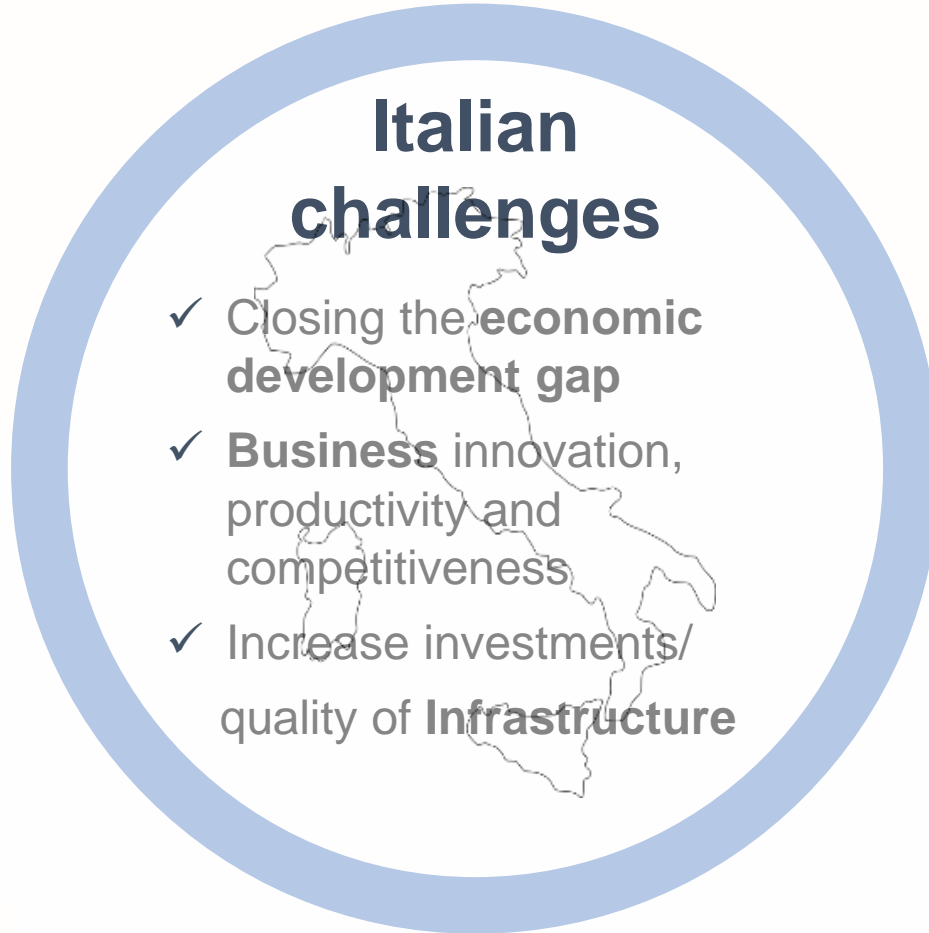 Italian
challenges
✓ Closing the economic
development gap
✓ Business innovation,
productivity and
competitiveness
✓ Increase investments/
quality of Infrastructure